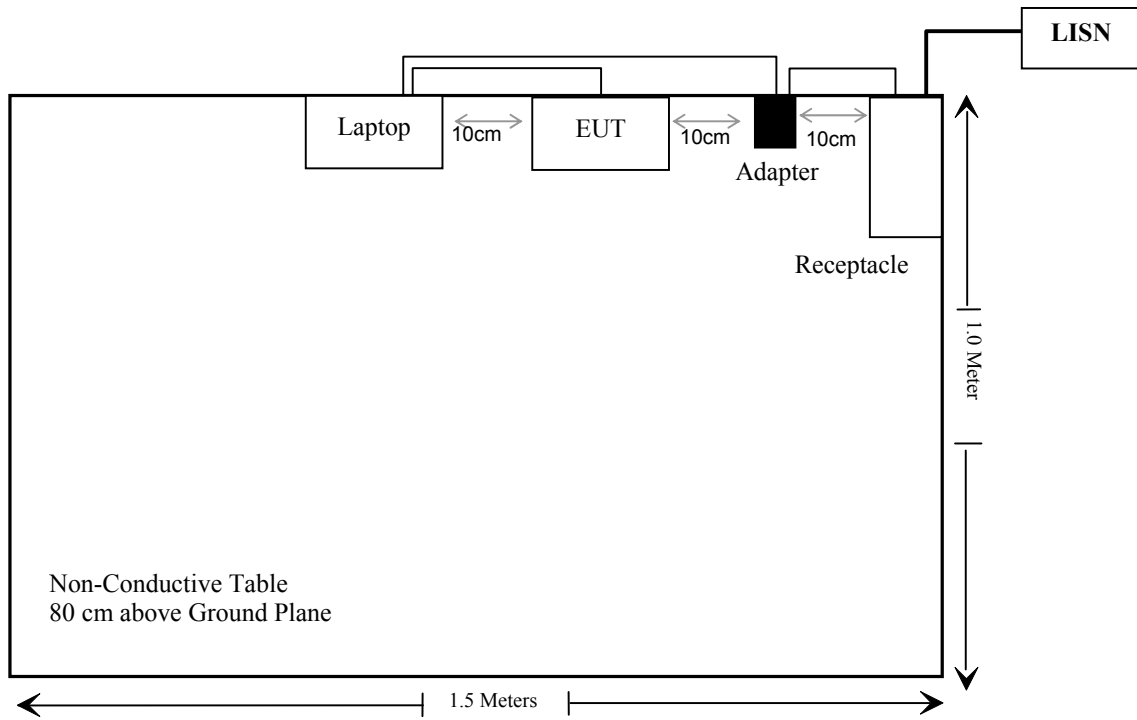 LISN
Laptop
10cm
EUT
10cm
10cm
Adapter
Receptacle
1.0 Meter
Non-Conductive Table
80 cm above Ground Plane
1.5 Meters